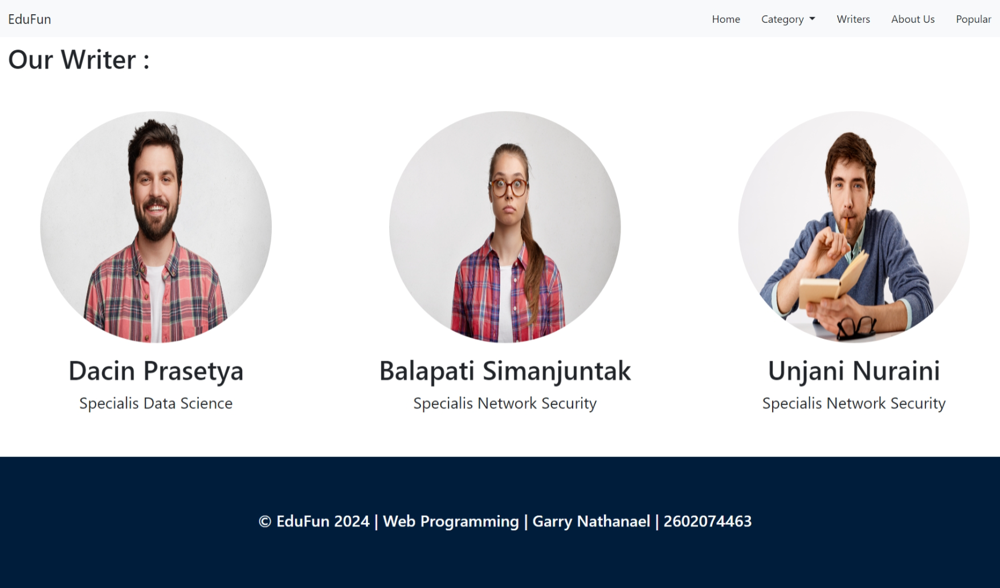 EduFun
Home Category Writers About Us Popular
Our Writer :
Dacin Prasetya
Specialis Data Science
Balapati Simanjuntak
Specialis Network Security
Unjani Nuraini
Specialis Network Security
© EduFun 2024 | Web Programming | Garry Nathanael | 2602074463